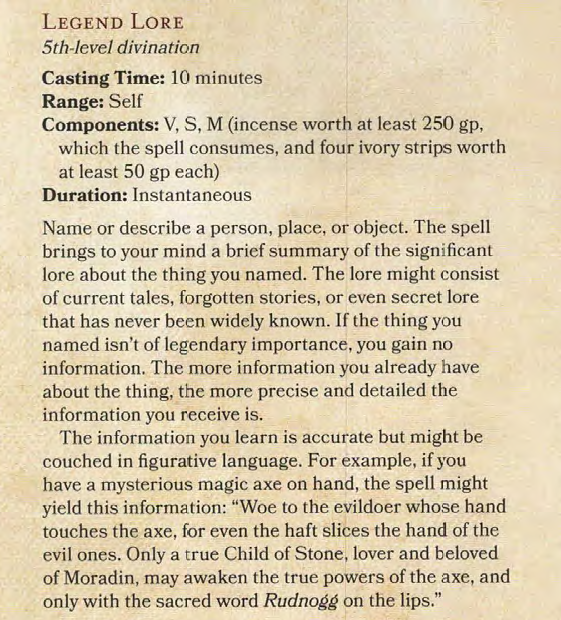 LEGEND LORE
5th-level divination
Casting Time: 10 minutes
Range: Self
Components: V, S, M (incense worth at least 250 gp,
which the spell consumes, and four ivory strips worth
at least 50 gp each)
Duration: Instantaneous
Name or describe a person, place, or object. The spell
brings to your mind a brief summary of the significant
lore about the thing you named. The lore might consist
of current tales, forgotten stories, or even secret lore
that has never been widely known. If the thing you
named isn't of legendary importance, you gain no
information. The more information you already have
about the thing, the more precise and detailed the
information you receive is.
The information you learn is accurate but might be
couched in figurative language. For example, if you
have a mysterious magic axe on hand, the spell might
yield this information: “Woe to the evildoer whose hand
touches the axe, for even the haft slices the hand of the
evil ones. Only a true Child of Stone, lover and beloved
of Moradin, may awaken the true powers of the axe, and
only with the sacred word Rudnogg on the lips.”